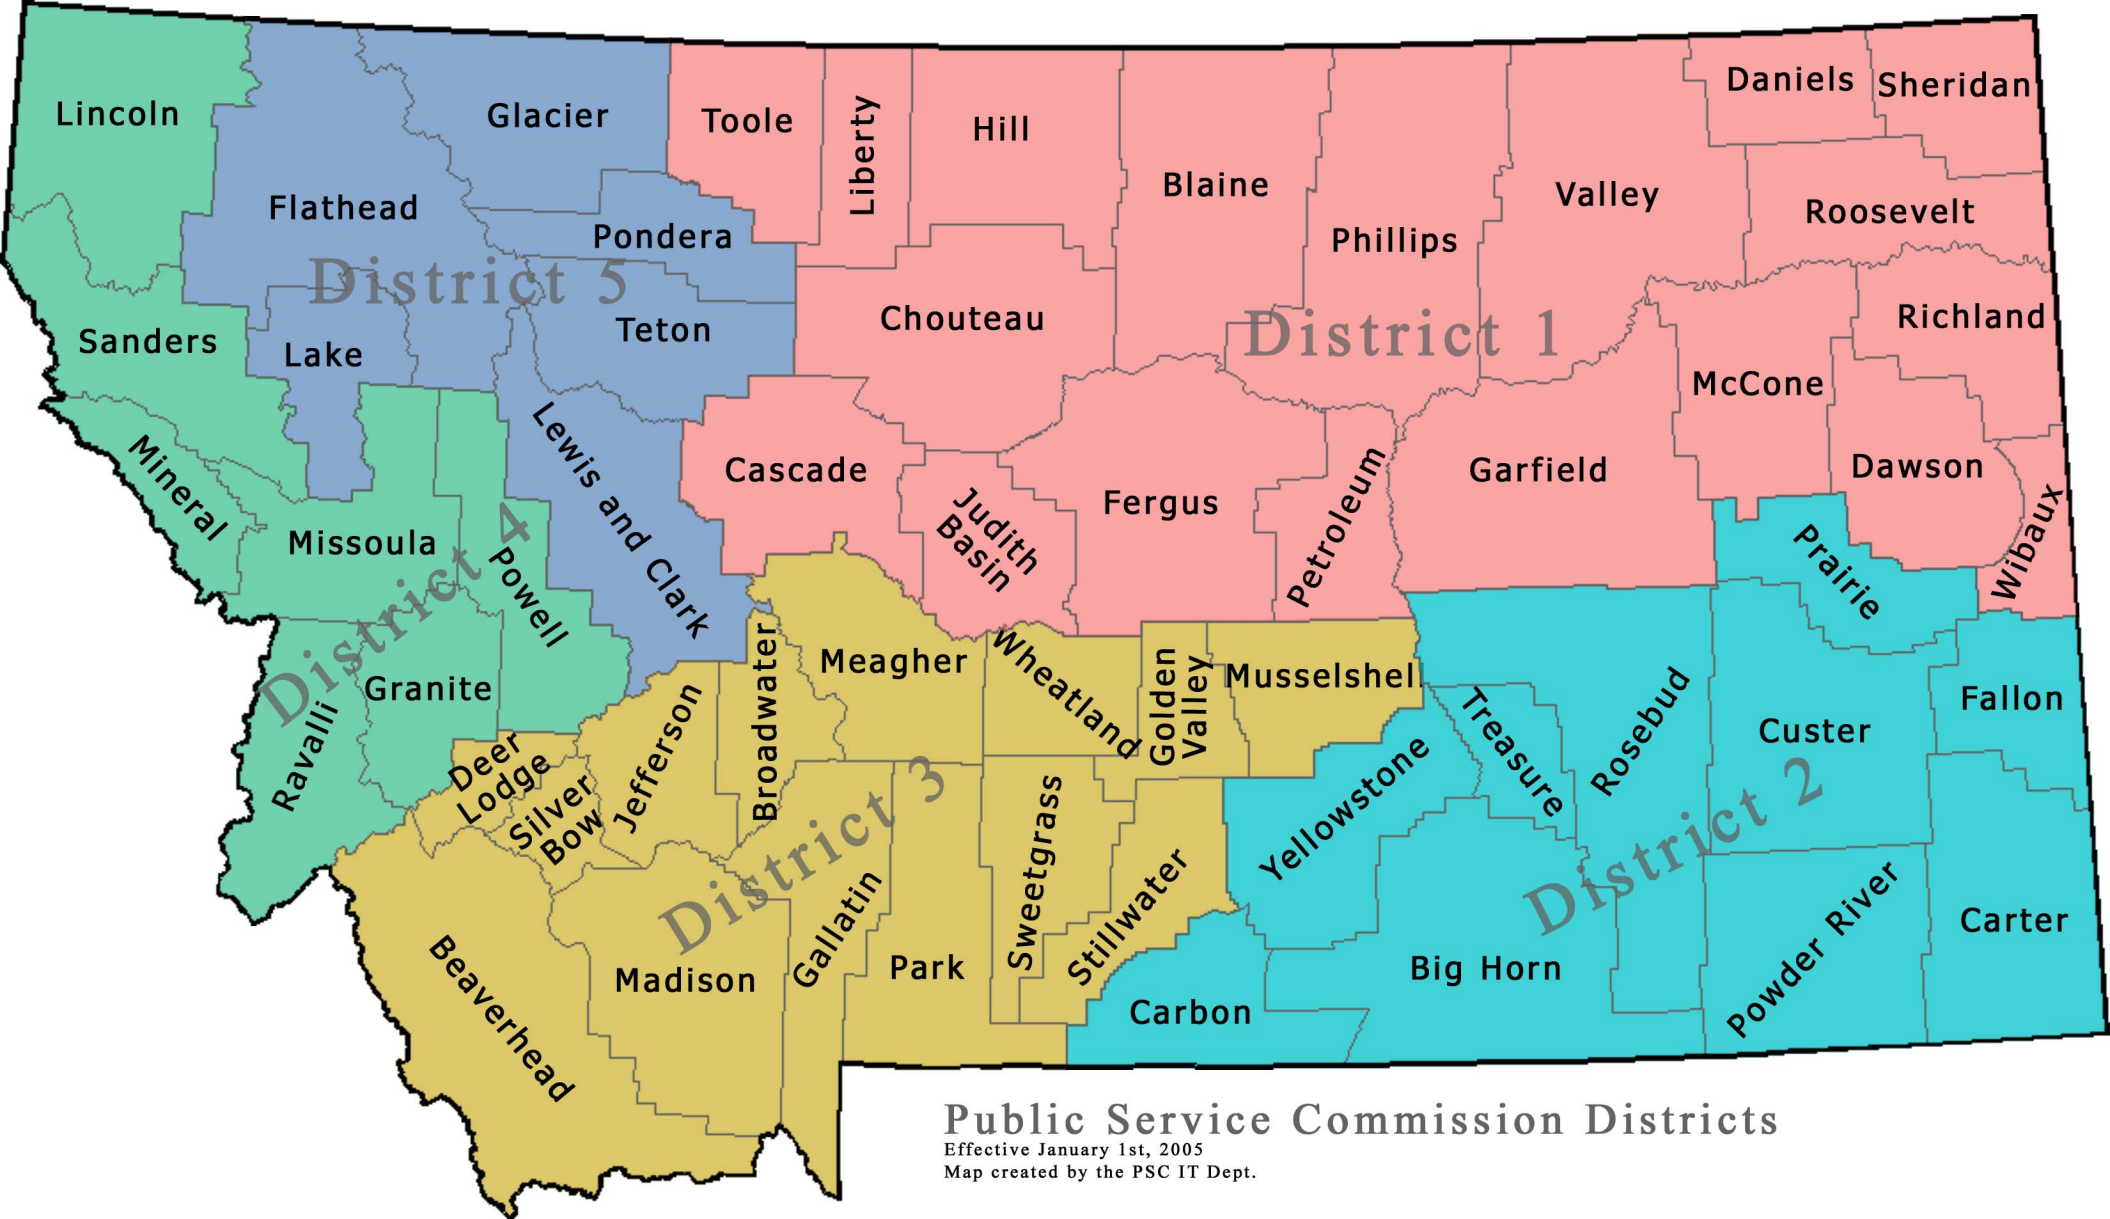 Lincoln
Flathead
Glacier
Toole
Liberty
Hill
Blaine
Phillips
Valley
Daniels
Sheridan
Roosevelt
Pondera
District 5
Teton
Chouteau
District 1
Richland
Sanders
Lake
McCone
Lewis and Clark
Cascade
Judith
Basin
Fergus
Petroleum
Garfield
Dawson
Wilbaux
Mineral
Missoula
District 4
Powell
Prairie
Granite
Ravalli
Deer
Lodge
Silver
Bow
Jefferson
Broadwater
Meagher
Wheatland
Golden
Valley
Musselshel
Treasure
Rosebud
Custer
Fallon
District 3
Yellowstone
District 2
Beaverhead
Madison
Gallatin
Park
Sweetgrass
Stillwater
Carbon
Big Horn
Powder River
Carter
Public Service Commission Districts
Effective January 1st, 2005
Map created by the PSC IT Dept.